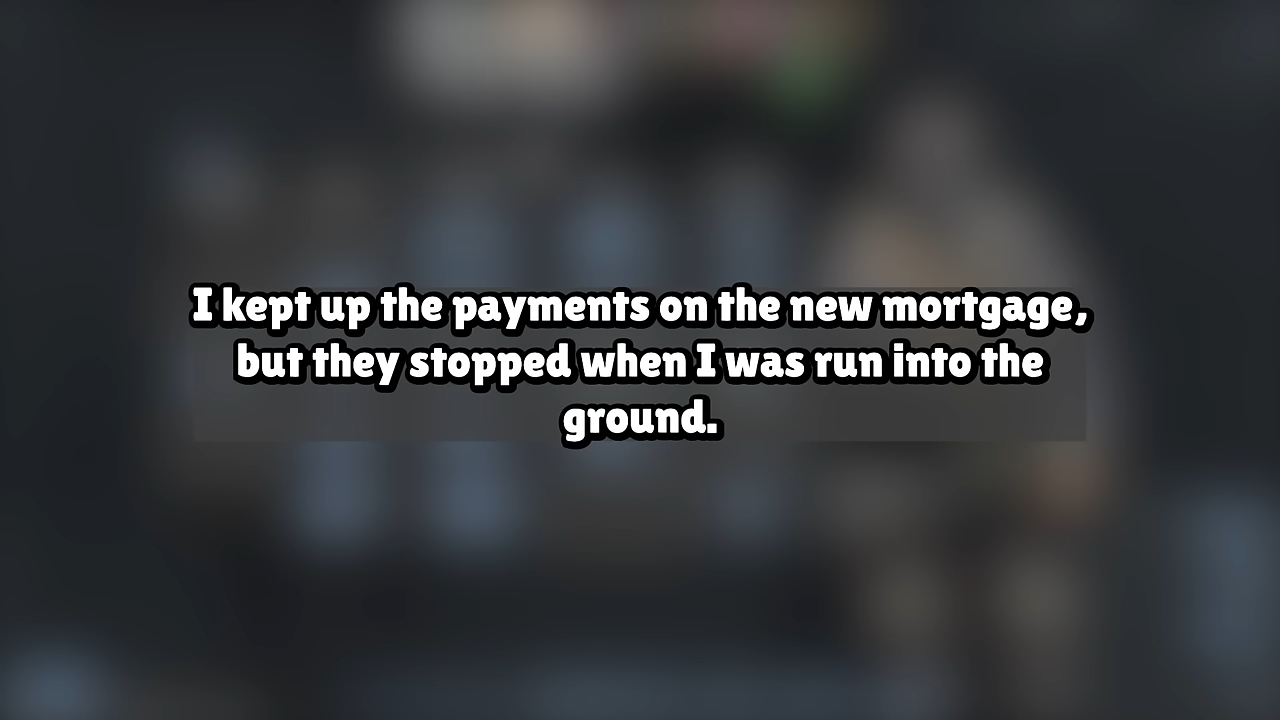 I kept up the payments on the new mortgage,
but they stopped when I was run into the
ground.